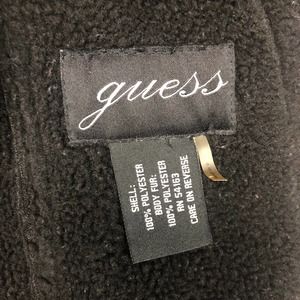 guess
SHELL:
100% POLYESTER
BODY FUR:
100% POLYESTER
RN 54163
CARE ON REVERSE